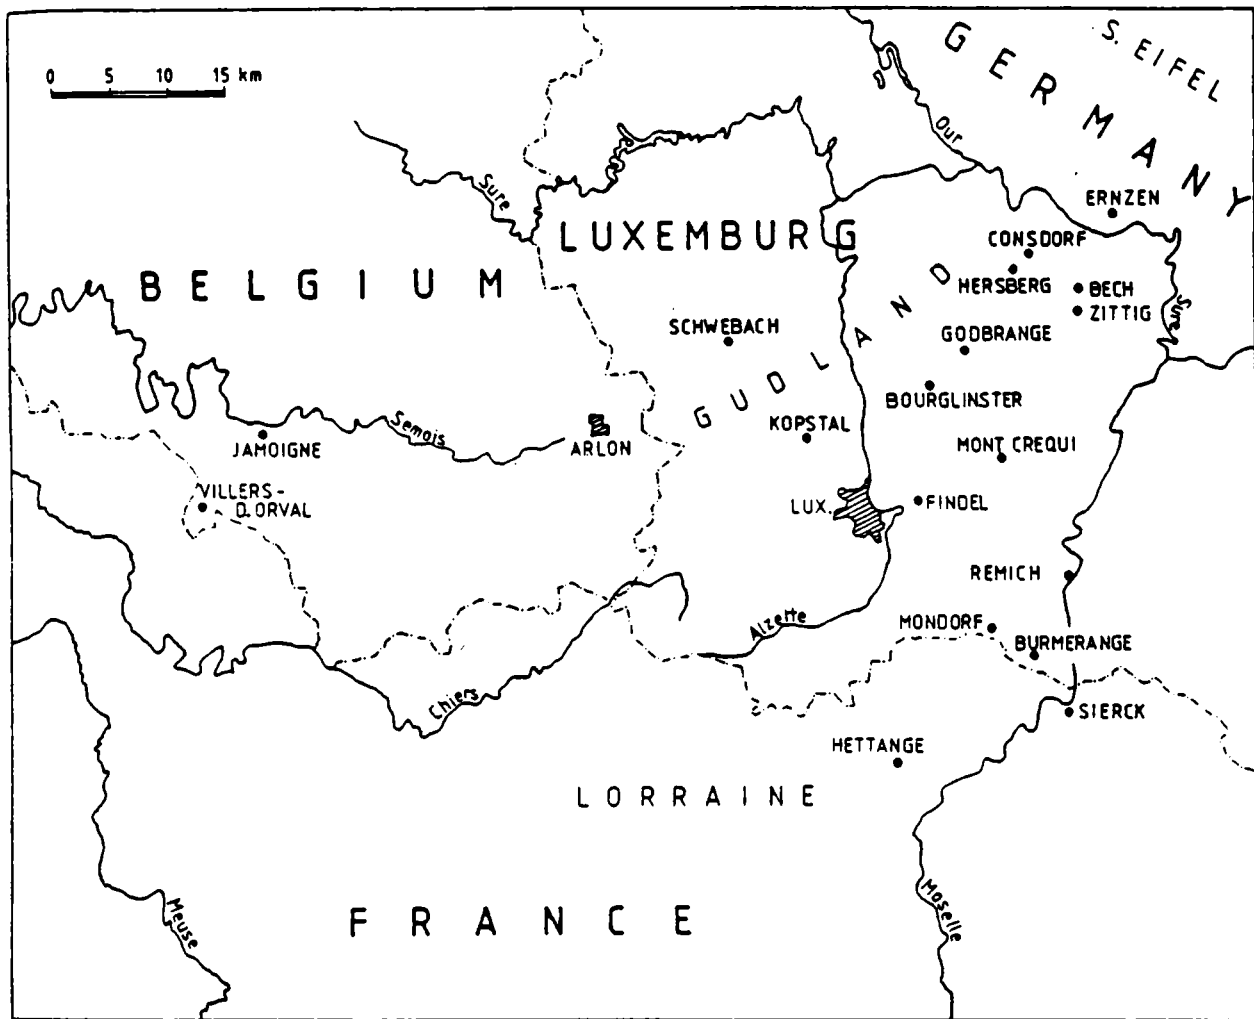 0 5 10 15 km
S. EIFEL
GERMANY
Our
Sure
ERNZEN
LUXEMBURG
CONSDORF
BELGIUM
HERSBERG
BECH
ZITTIG
Sure
SCHWEBACH
GODBRANGE
GUDLAND
BOURGLINSTER
Semois
KOPSTAL
JAMOIGNE
ARLON
MONT CREQUI
VILLERS-
D.ORVAL
LUX.
FINDEL
REMICH
Alzette
MONDORF
BURMERANGE
Chiers
SIERCK
HETTANGE
LORRAINE
Meuse
FRANCE
Moselle